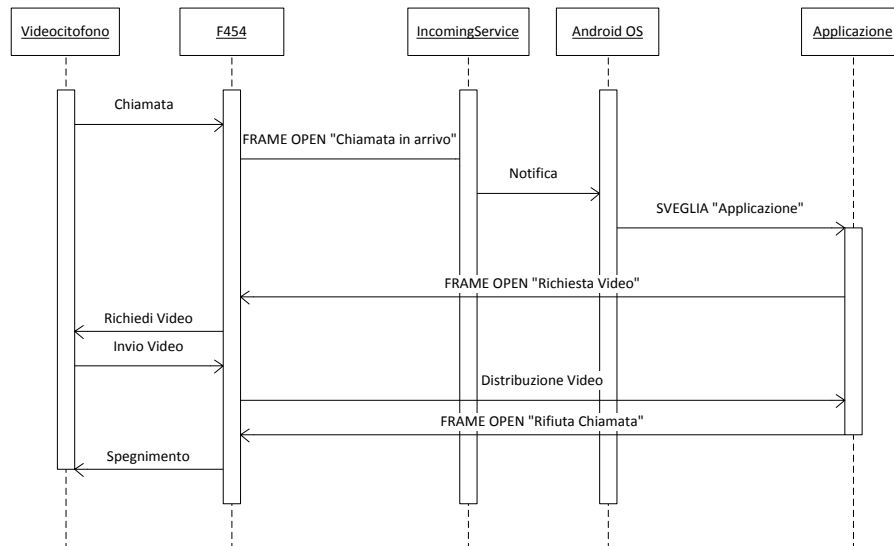 Videocitofono
F454
IncomingService
Android OS
Applicazione
Chiamata
FRAME OPEN "Chiamata in arrivo"
Notifica
SVEGLIA "Applicazione"
FRAME OPEN "Richiesta Video"
Richiedi Video
Invio Video
Distribuzione Video
FRAME OPEN "Rifiuta Chiamata"
Spegnimento